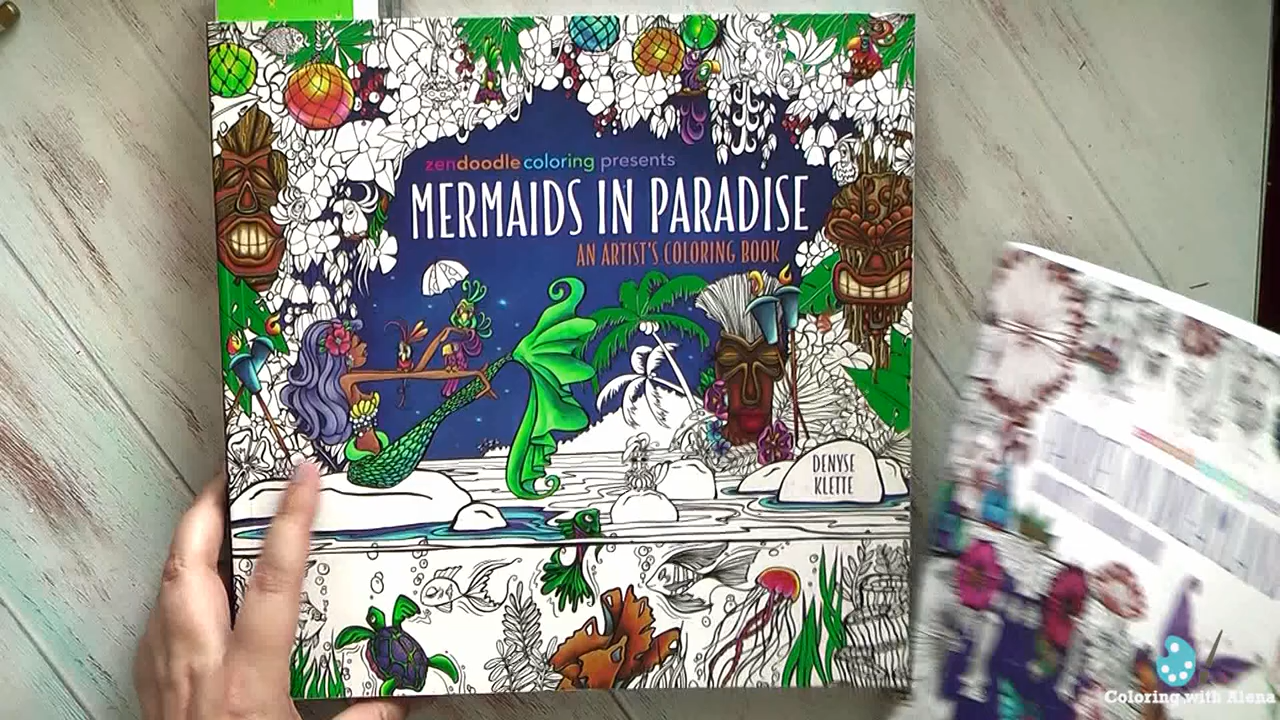 zendoodle coloring presents
MERMAIDS IN PARADISE
AN ARTIST'S COLORING BOOK
DENYSE
KLETTE
Coloring with Alena